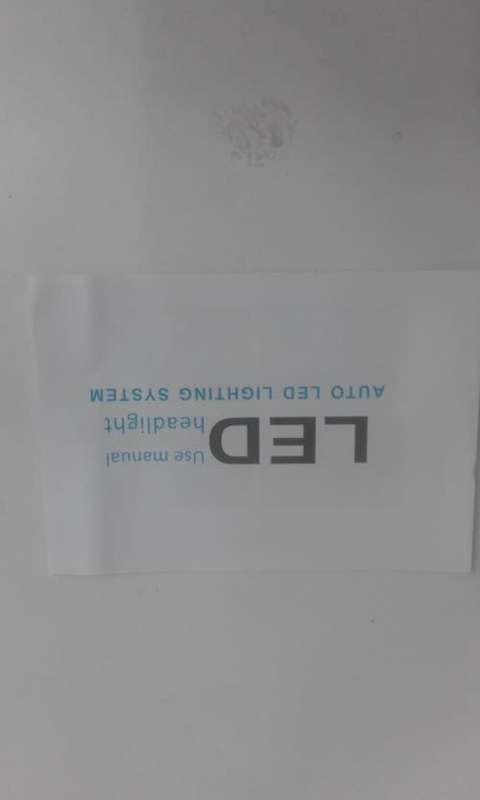 LED Use manual
headlight
AUTO LED LIGHTING SYSTEM